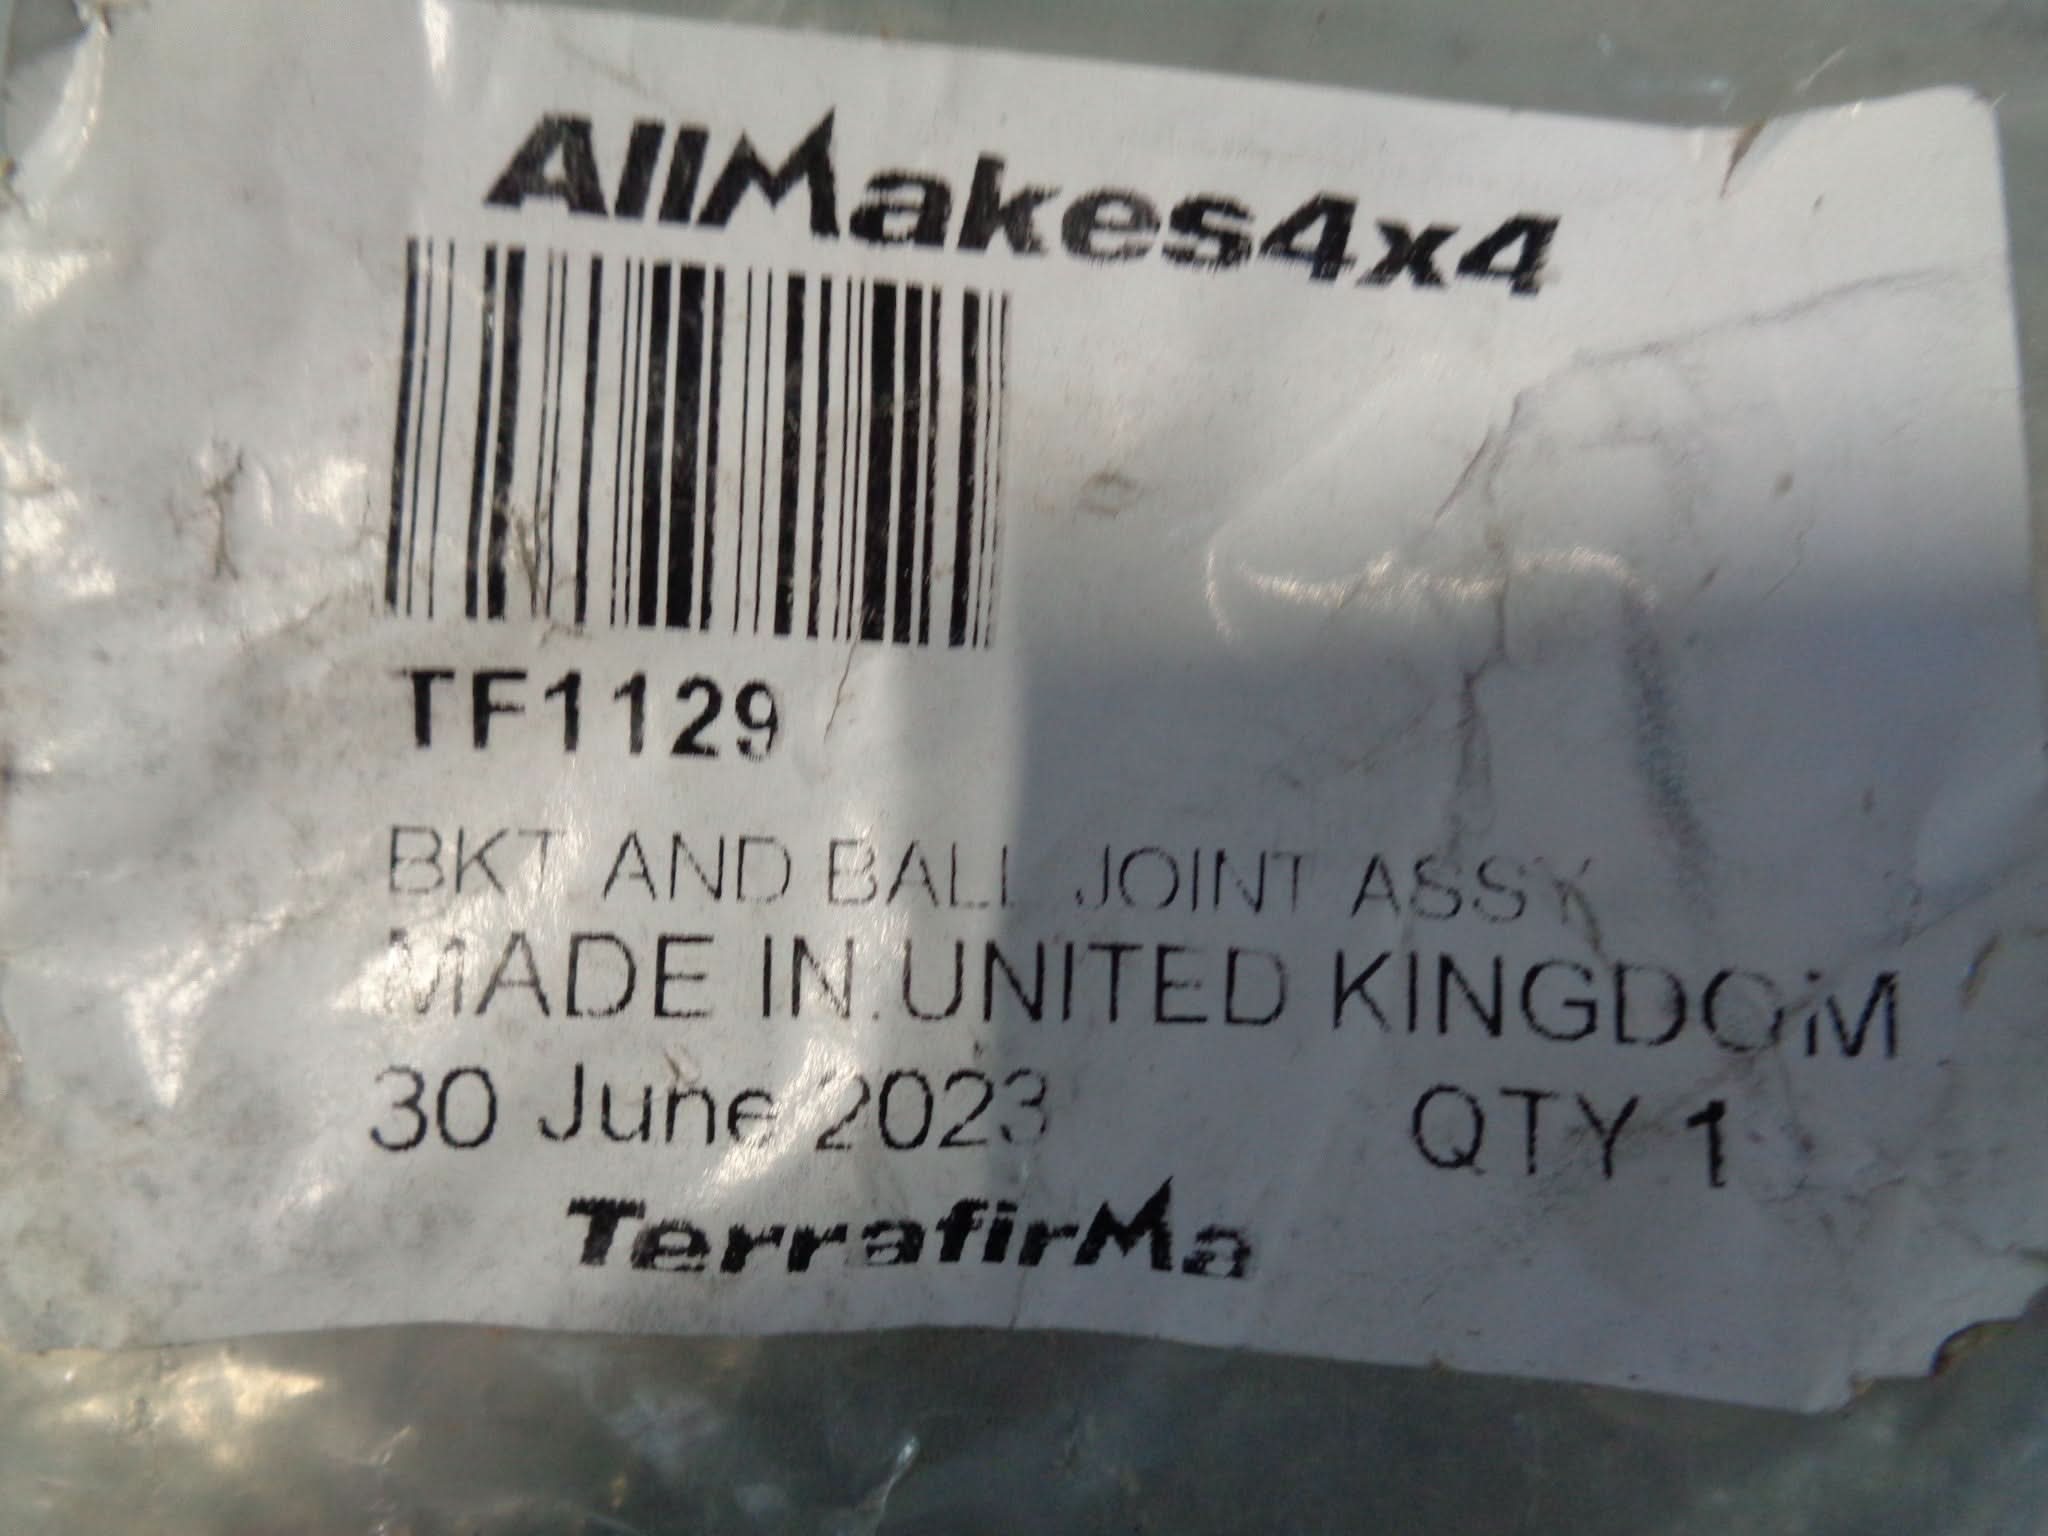 AllMakes4x4
TF1129
BKT AND BALL JOINT ASSY
MADE IN UNITED KINGDOM
30 June 2023 QTY 1
TerrafirMa